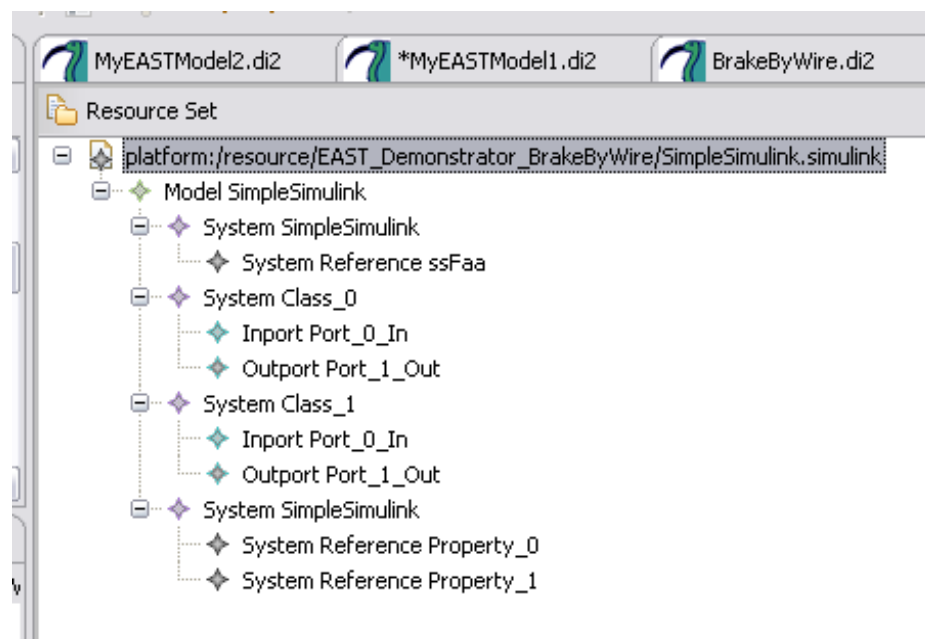 MyEASTModel2.di2 *MyEASTModel1.di2 BrakeByWire.di2
Resource Set
platform:/resource/EAST_Demonstrator_BrakeByWire/SimpleSimulink.simulink
Model SimpleSimulink
System SimpleSimulink
System Reference ssFaa
System Class_0
Inport Port_0_In
Outport Port_1_Out
System Class_1
Inport Port_0_In
Outport Port_1_Out
System SimpleSimulink
System Reference Property_0
System Reference Property_1